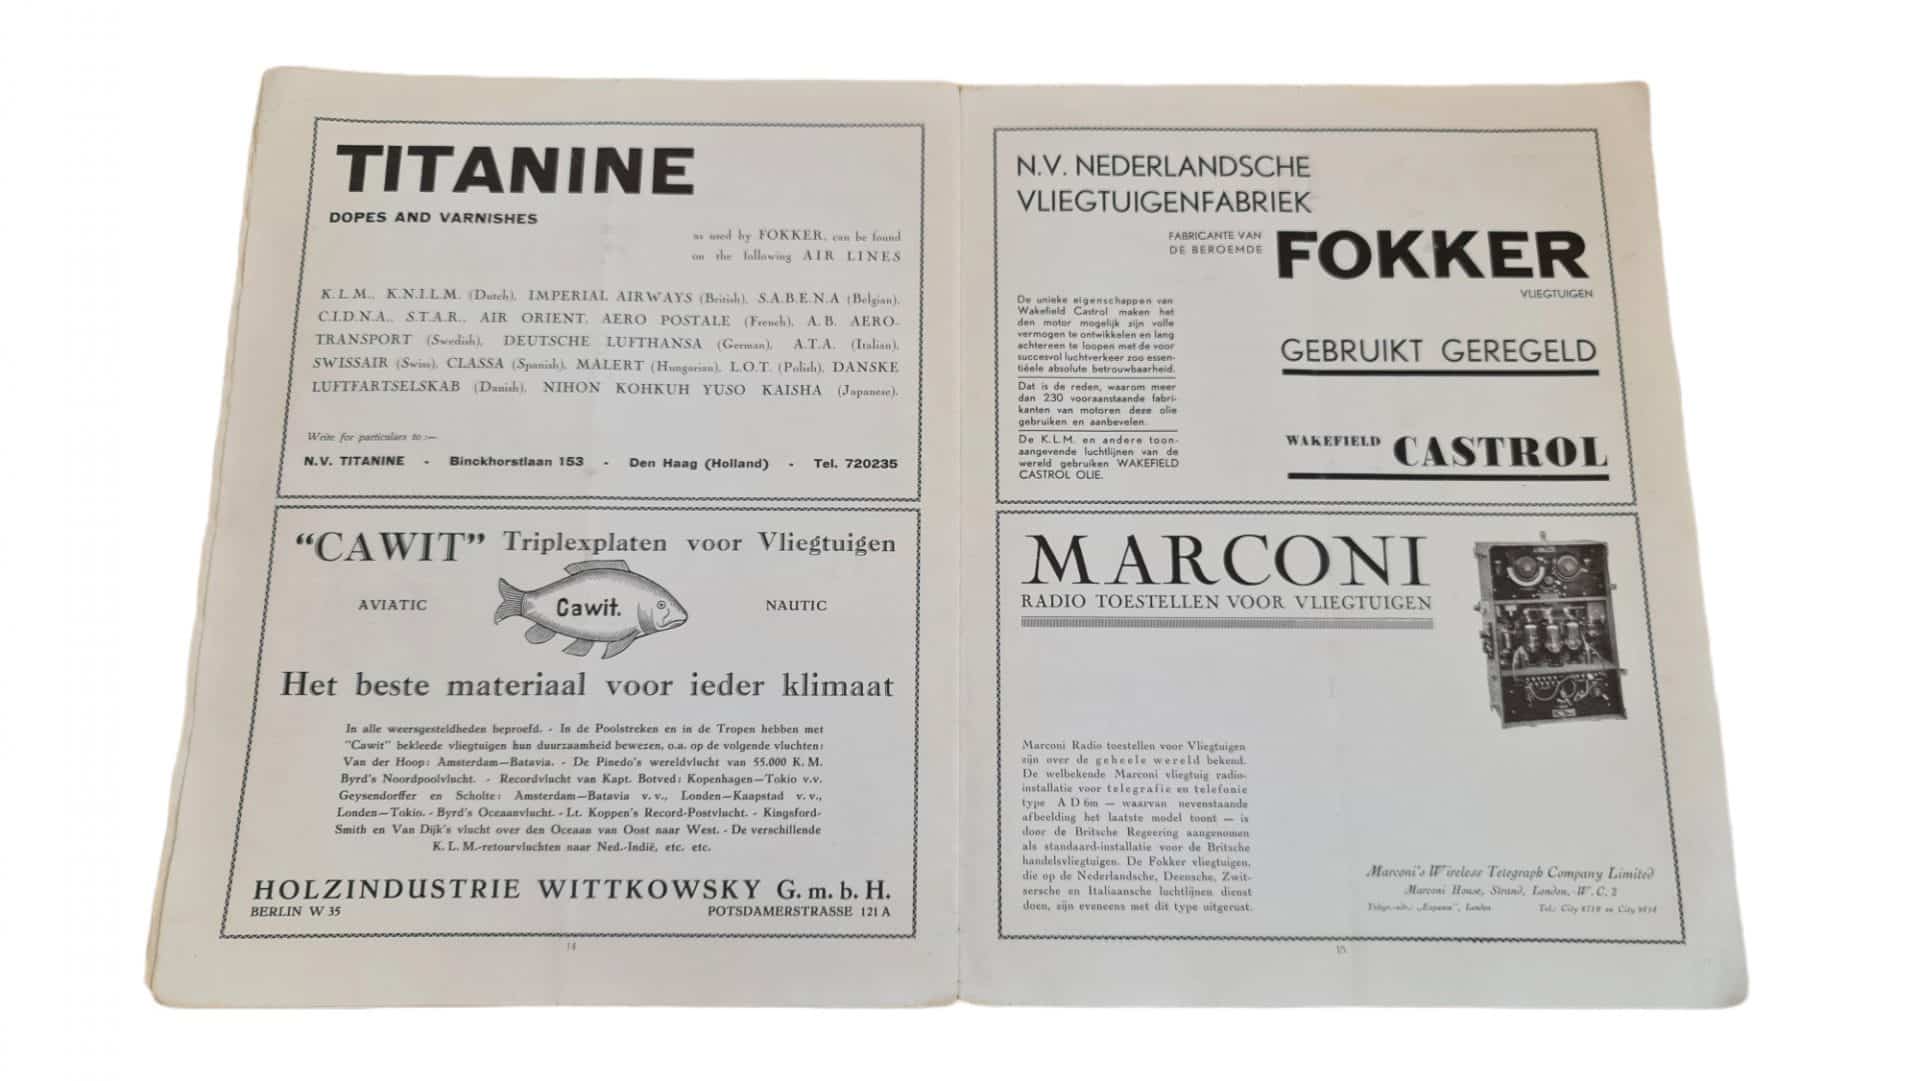 TITANINE
DOPES AND VARNISHES
as used by FOKKER, can be found
on the following AIR LINES
K.L.M., K.N.I.L.M. (Dutch), IMPERIAL AIRWAYS (British), S.A.B.E.N.A (Belgian),
C.I.D.N.A., S.T.A.R., AIR ORIENT, AERO POSTALE (French), A.B. AERO-
TRANSPORT (Swedish), DEUTSCHE LUFTHANSA (German), A.T.A. (Italian),
SWISSAIR (Swiss), CLASSA (Spanish), MALERT (Hungarian), L.O.T. (Polish), DANSKE
LUFTFARTSELSKAB (Danish), NIHON KOHKUH YUSO KAISHA (Japanese).
Write for particulars to :—
N.V. TITANINE - Binckhorstlaan 153 - Den Haag (Holland) - Tel. 720235
"CAWIT" Triplexplaten voor Vliegtuigen
AVIATIC Cawit. NAUTIC
Het beste materiaal voor ieder klimaat
In alle weersgesteldheden beproefd. - In de Poolstreken en in de Tropen hebben met
"Cawit" bekleede vliegtuigen hun duurzaamheid bewezen, o.a. op de volgende vluchten:
Van der Hoop: Amsterdam—Batavia. - De Pinedo's wereldvlucht van 55.000 K. M.
Byrd's Noordpoolvlucht. - Recordvlucht van Kapt. Botved: Kopenhagen—Tokio v.v.
Geysendorffer en Scholte: Amsterdam—Batavia v. v., Londen—Kaapstad v. v.,
Londen—Tokio. - Byrd's Oceaanvlucht. - Lt. Koppen's Record-Postvlucht. - Kingsford-
Smith en Van Dijk's vlucht over den Oceaan van Oost naar West. - De verschillende
K. L. M.-retourvluchten naar Ned.-Indië, etc. etc.
HOLZINDUSTRIE WITTKOWSKY G. m. b. H.
BERLIN W 35 POTSDAMERSTRASSE 121 A
14
N.V. NEDERLANDSCHE
VLIEGTUIGENFABRIEK
FABRICANTE VAN
DE BEROEMDE
FOKKER
VLIEGTUIGEN
De unieke eigenschappen van
Wakefield Castrol maken het
den motor mogelijk zijn volle
vermogen te ontwikkelen en lang
achtereen te loopen met de voor
succesvol luchtverkeer zoo essen-
tiëele absolute betrouwbaarheid.
Dat is de reden, waarom meer
dan 230 vooraanstaande fabri-
kanten van motoren deze olie
gebruiken en aanbevelen.
De K.L.M. en andere toon-
aangevende luchtlijnen van de
wereld gebruiken WAKEFIELD
CASTROL OLIE.
GEBRUIKT GEREGELD
WAKEFIELD CASTROL
MARCONI
RADIO TOESTELLEN VOOR VLIEGTUIGEN
Marconi Radio toestellen voor Vliegtuigen
zijn over de geheele wereld bekend.
De welbekende Marconi vliegtuig radio-
installatie voor telegrafie en telefonie
type A D 6m — waarvan nevenstaande
afbeelding het laatste model toont — is
door de Britsche Regeering aangenomen
als standaard-installatie voor de Britsche
handelsvliegtuigen. De Fokker vliegtuigen,
die op de Nederlandsche, Deensche, Zwit-
sersche en Italiaansche luchtlijnen dienst
doen, zijn eveneens met dit type uitgerust.
Marconi's Wireless Telegraph Company Limited
Marconi House, Strand, London, W. C. 2
Telegr.-adr.: „Expanse", London Tel.: City 8710 en City 9634
15